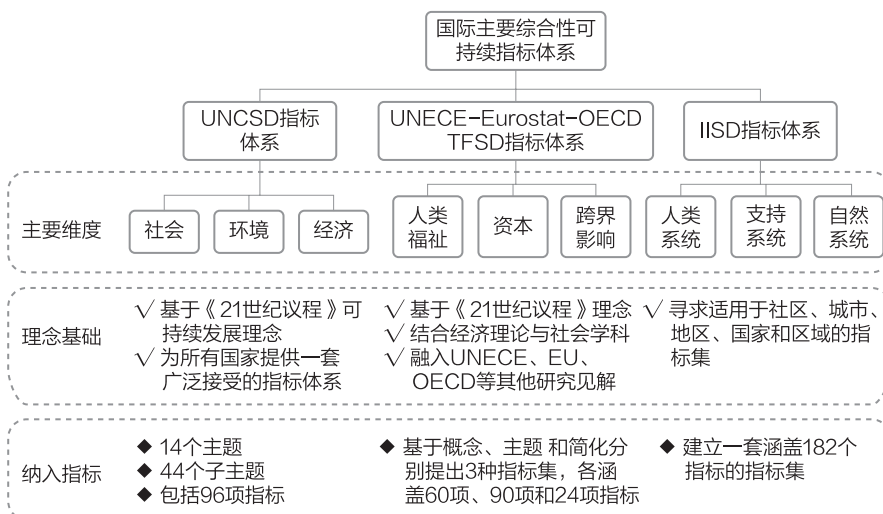 国际主要综合性可
持续指标体系
UNCSD指标
体系
UNECE-Eurostat-OECD
TFSD指标体系
IISD指标体系
主要维度
社会
环境
经济
人类
福祉
资本
跨界
影响
人类
系统
支持
系统
自然
系统
理念基础
√ 基于《21世纪议程》可
持续发展理念
√ 为所有国家提供一套
广泛接受的指标体系
√ 基于《21世纪议程》理念
√ 结合经济理论与社会学科
√ 融入UNECE、EU、
OECD等其他研究见解
√ 寻求适用于社区、城市、
地区、国家和区域的指
标集
纳入指标
◆ 14个主题
◆ 44个子主题
◆ 包括96项指标
◆ 基于概念、主题 和简化分
别提出3种指标集，各涵
盖60项、90项和24项指标
◆ 建立一套涵盖182个
指标的指标集